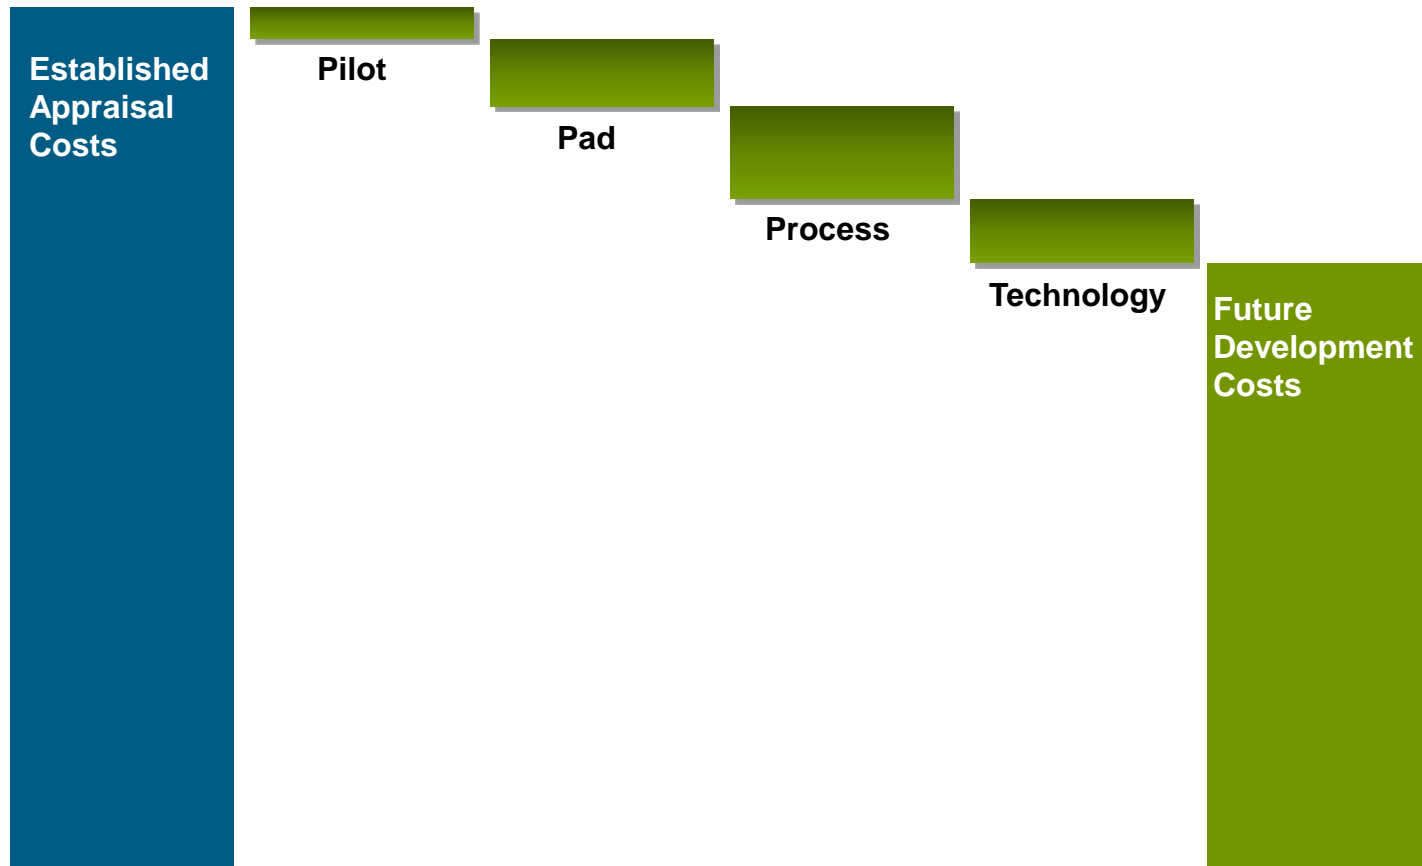 Established
Appraisal
Costs
Pilot
Pad
Process
Technology
Future
Development
Costs